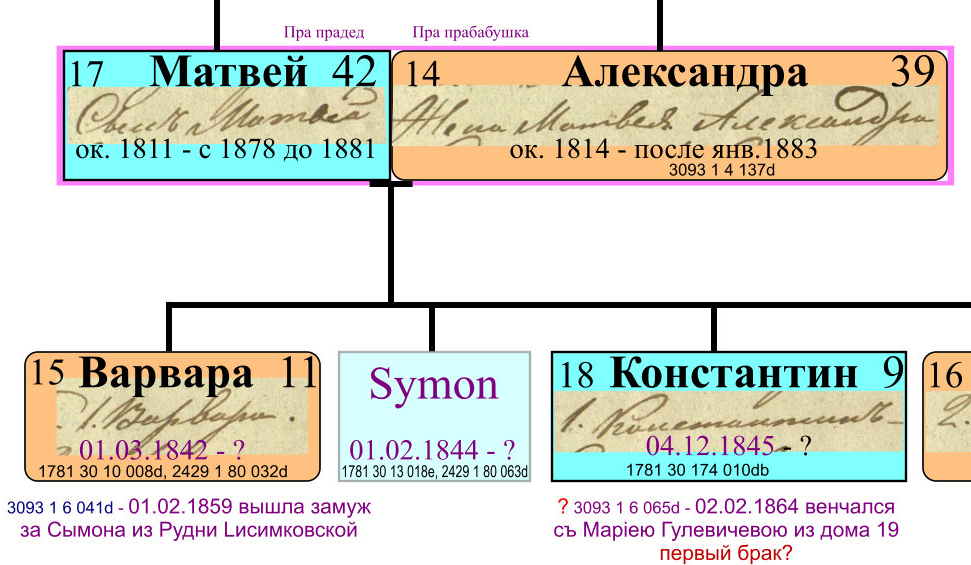 Пра прадед Пра прабабушка
17 Матвей 42
Сынъ Матвей
ок. 1811 - с 1878 до 1881
14 Александра 39
Жена Матвея Александра
ок. 1814 - после янв.1883
3093 1 4 137d
15 Варвара 11
1. Варвара.
01.03.1842 - ?
1781 30 10 008d, 2429 1 80 032d
Symon
01.02.1844 - ?
1781 30 13 018e, 2429 1 80 063d
18 Константин 9
1. Константинъ
04.12.1845 - ?
1781 30 174 010db
16
2.
3093 1 6 041d - 01.02.1859 вышла замуж
за Сымона из Рудни Lисимковской
? 3093 1 6 065d - 02.02.1864 венчался
съ Марiею Гулевичевою из дома 19
первый брак?